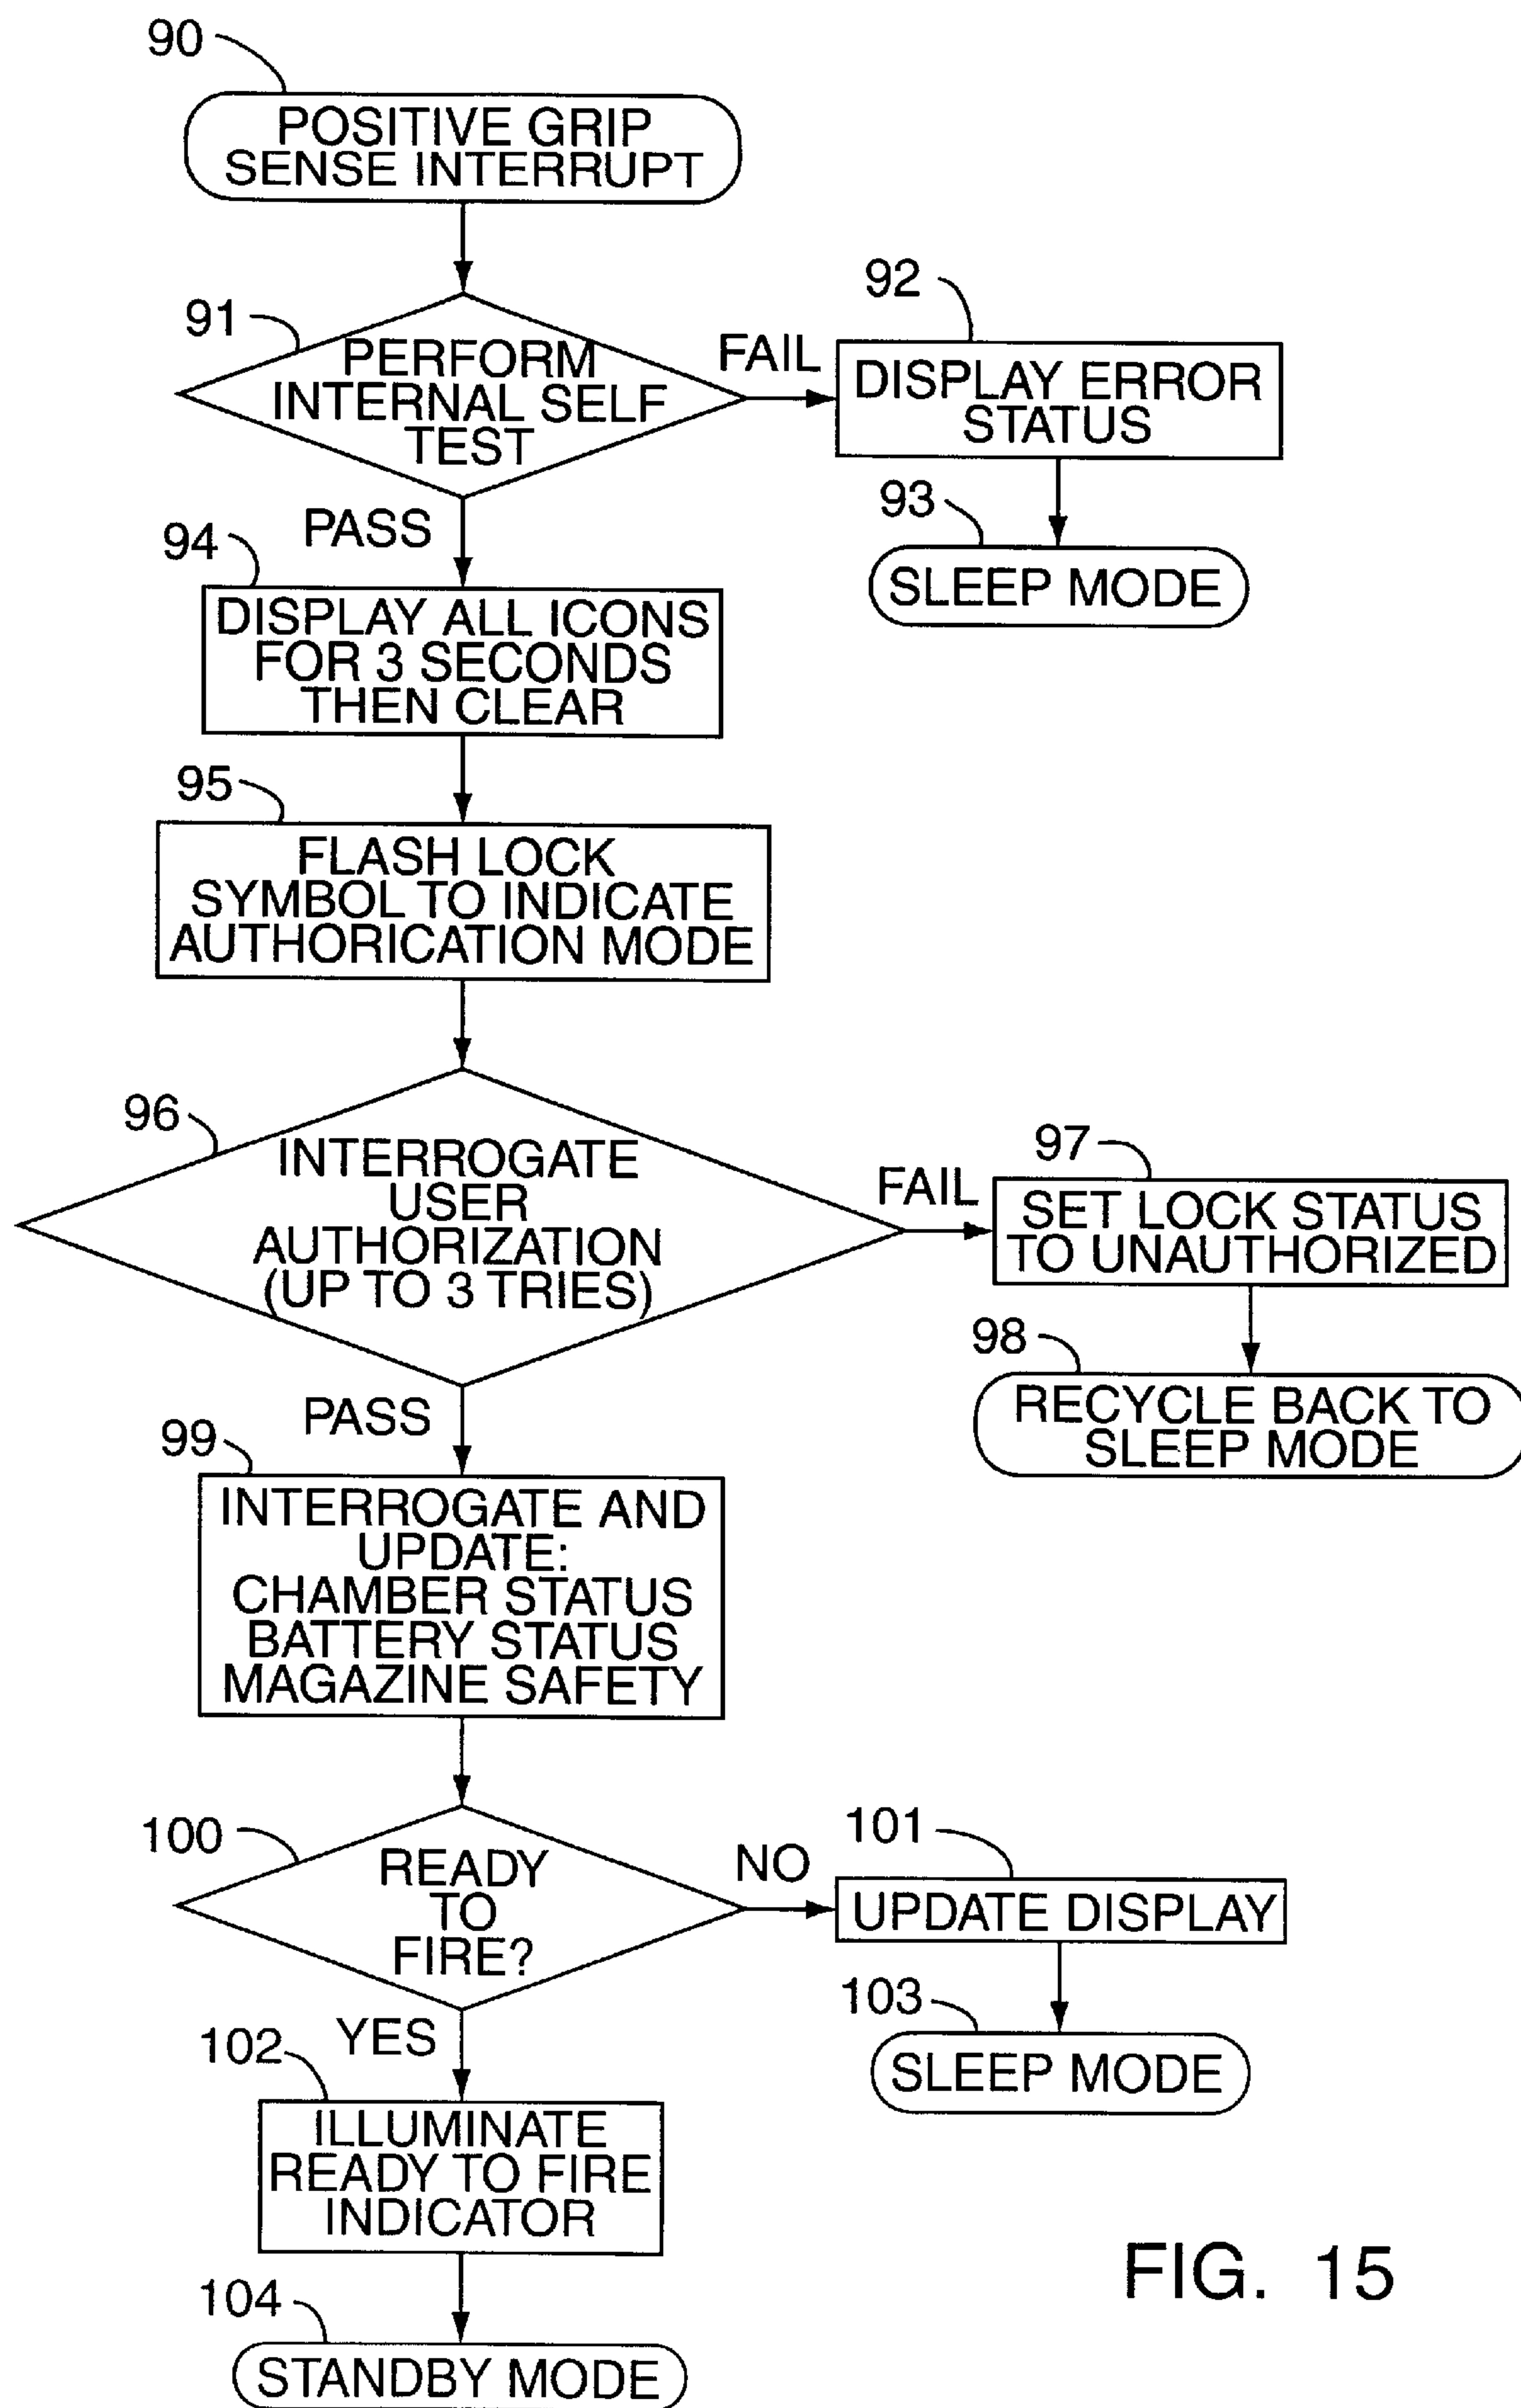 90
POSITIVE GRIP
SENSE INTERRUPT
91
PERFORM
INTERNAL SELF
TEST
FAIL
92
DISPLAY ERROR
STATUS
93
SLEEP MODE
PASS
94
DISPLAY ALL ICONS
FOR 3 SECONDS
THEN CLEAR
95
FLASH LOCK
SYMBOL TO INDICATE
AUTHORICATION MODE
96
INTERROGATE
USER
AUTHORIZATION
(UP TO 3 TRIES)
FAIL
97
SET LOCK STATUS
TO UNAUTHORIZED
98
RECYCLE BACK TO
SLEEP MODE
PASS
99
INTERROGATE AND
UPDATE:
CHAMBER STATUS
BATTERY STATUS
MAGAZINE SAFETY
100
READY
TO
FIRE?
NO
101
UPDATE DISPLAY
103
SLEEP MODE
YES
102
ILLUMINATE
READY TO FIRE
INDICATOR
104
STANDBY MODE
FIG. 15